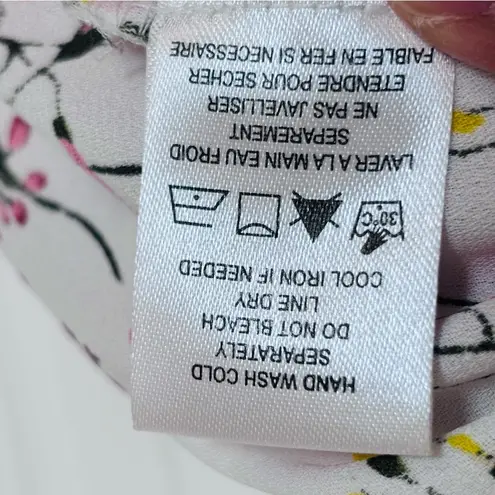 HAND WASH COLD
SEPARATELY
DO NOT BLEACH
LINE DRY
COOL IRON IF NEEDED
30°C
LAVER A LA MAIN EAU FROID
SEPAREMENT
NE PAS JAVELLISER
ETENDRE POUR SECHER
FAIBLE EN FER SI NECESSAIRE